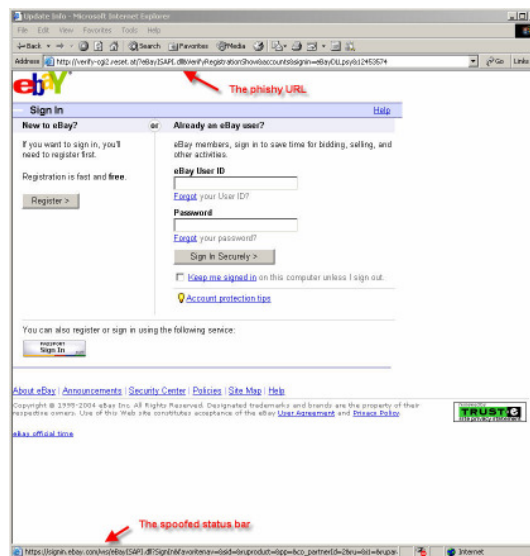 Update Info - Microsoft Internet Explorer
File Edit View Favorites Tools Help
Back Search Favorites Media
Address http://verify-cgi2.veset.at/?eBayISAPI.dllbVerifyRegistrationShow&accounts&signin=eBayDLLpsy&12453574 Go Links
The phishy URL
ebaY
Sign In Help
New to eBay? or Already an eBay user?
If you want to sign in, you'll need to register first.
Registration is fast and free.
Register >
eBay members, sign in to save time for bidding, selling, and other activities.
eBay User ID
Forgot your User ID?
Password
Forgot your password?
Sign In Securely >
Keep me signed in on this computer unless I sign out.
Account protection tips
You can also register or sign in using the following service:
Sign In
About eBay | Announcements | Security Center | Policies | Site Map | Help
Copyright © 1995-2004 eBay Inc. All Rights Reserved. Designated trademarks and brands are the property of their
respective owners. Use of this Web site constitutes acceptance of the eBay User Agreement and Privacy Policy.
TRUSTe
eBay official time
The spoofed status bar
Internet